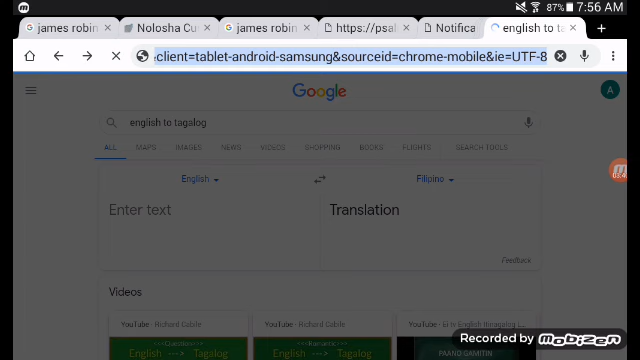 87% 7:56 AM
james robin
Nolosha Cu
james robin
https://psal
Notifica
english to ta
client=tablet-android-samsung&sourceid=chrome-mobile&ie=UTF-8
Google
A
english to tagalog
ALL MAPS IMAGES NEWS VIDEOS SHOPPING BOOKS FLIGHTS SEARCH TOOLS
English Filipino
Enter text Translation
Feedback
Videos
YouTube · Richard Cabile
YouTube · Richard Cabile
<<<Question>>>
English ---> Tagalog
English ---> Tagalog
PAANO GAMITIN
Recorded by
MOBIZEN